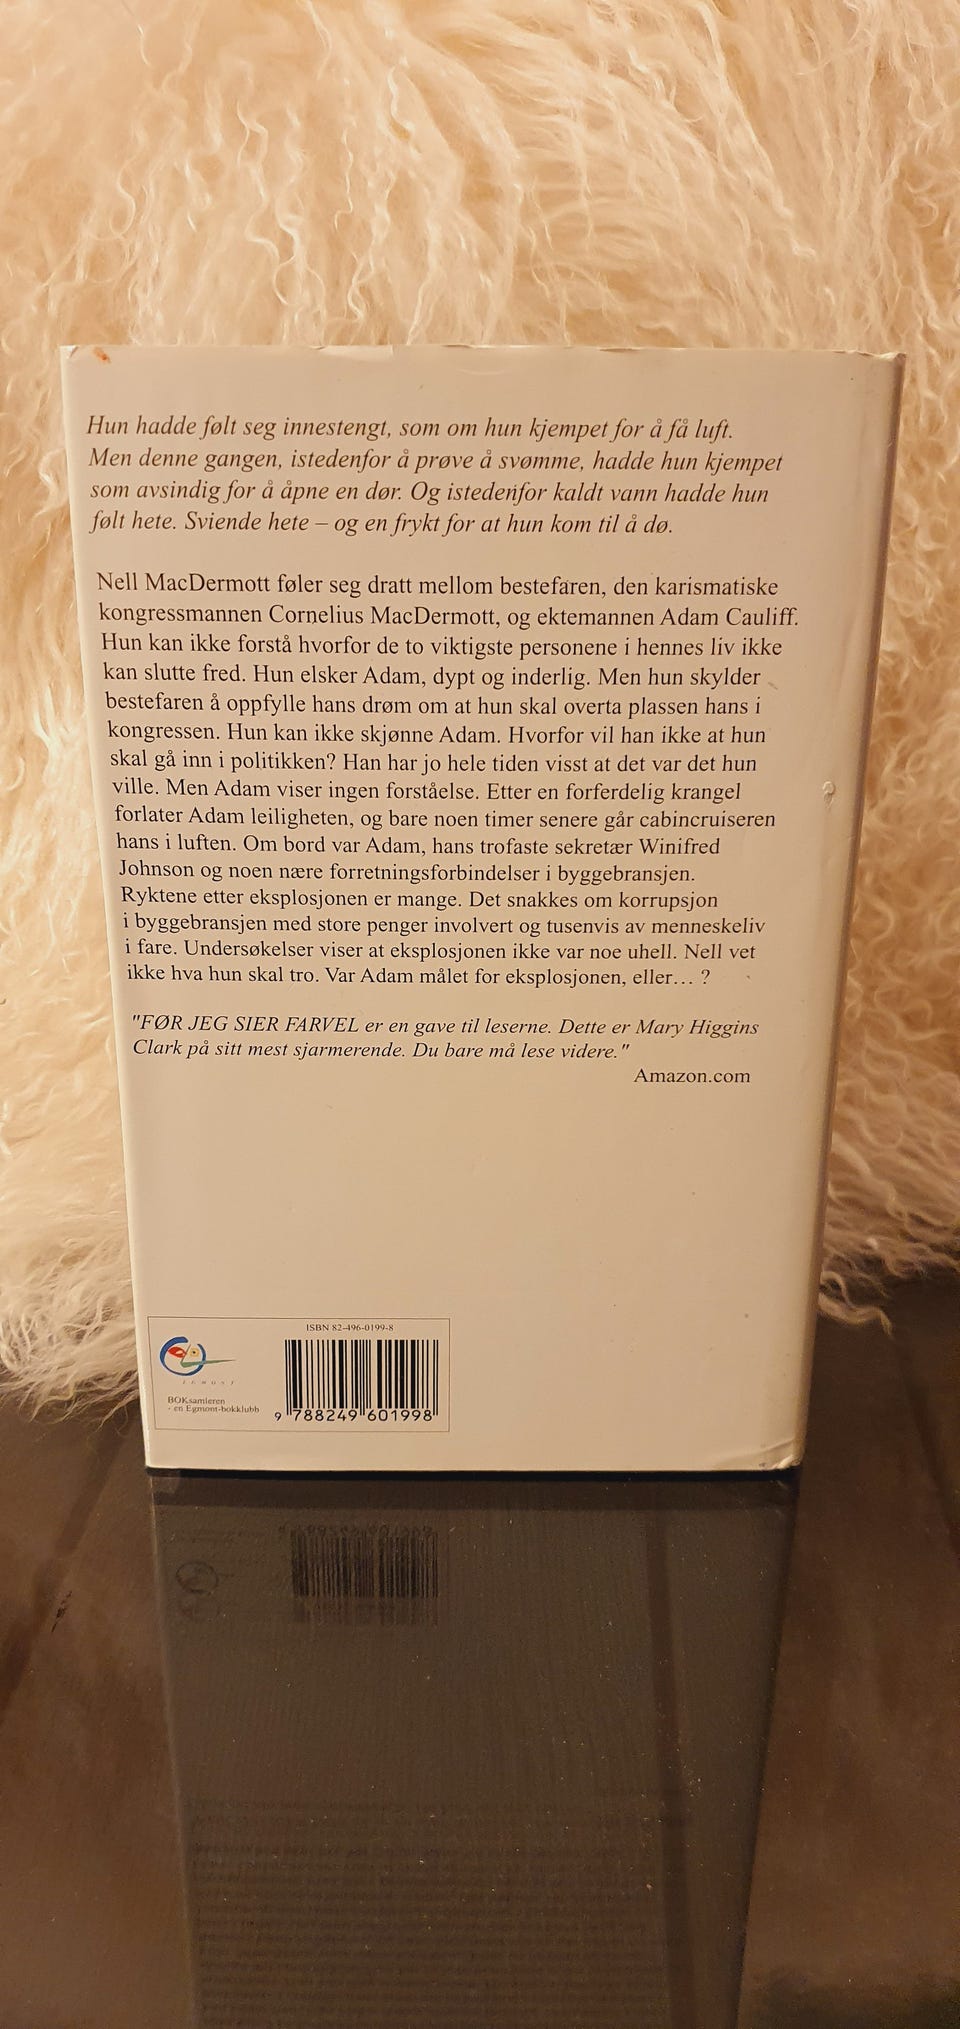 Hun hadde følt seg innestengt, som om hun kjempet for å få luft.
Men denne gangen, istedenfor å prøve å svømme, hadde hun kjempet
som avsindig for å åpne en dør. Og istedenfor kaldt vann hadde hun
følt hete. Sviende hete – og en frykt for at hun kom til å dø.
Nell MacDermott føler seg dratt mellom bestefaren, den karismatiske
kongressmannen Cornelius MacDermott, og ektemannen Adam Cauliff.
Hun kan ikke forstå hvorfor de to viktigste personene i hennes liv ikke
kan slutte fred. Hun elsker Adam, dypt og inderlig. Men hun skylder
bestefaren å oppfylle hans drøm om at hun skal overta plassen hans i
kongressen. Hun kan ikke skjønne Adam. Hvorfor vil han ikke at hun
skal gå inn i politikken? Han har jo hele tiden visst at det var det hun
ville. Men Adam viser ingen forståelse. Etter en forferdelig krangel
forlater Adam leiligheten, og bare noen timer senere går cabincruiseren
hans i luften. Om bord var Adam, hans trofaste sekretær Winifred
Johnson og noen nære forretningsforbindelser i byggebransjen.
Ryktene etter eksplosjonen er mange. Det snakkes om korrupsjon
i byggebransjen med store penger involvert og tusenvis av menneskeliv
i fare. Undersøkelser viser at eksplosjonen ikke var noe uhell. Nell vet
ikke hva hun skal tro. Var Adam målet for eksplosjonen, eller… ?
"FØR JEG SIER FARVEL er en gave til leserne. Dette er Mary Higgins
Clark på sitt mest sjarmerende. Du bare må lese videre."
Amazon.com
ISBN 82-496-0199-8
EGMONT
BOKsamleren
- en Egmont-bokklubb
9 788249 601998